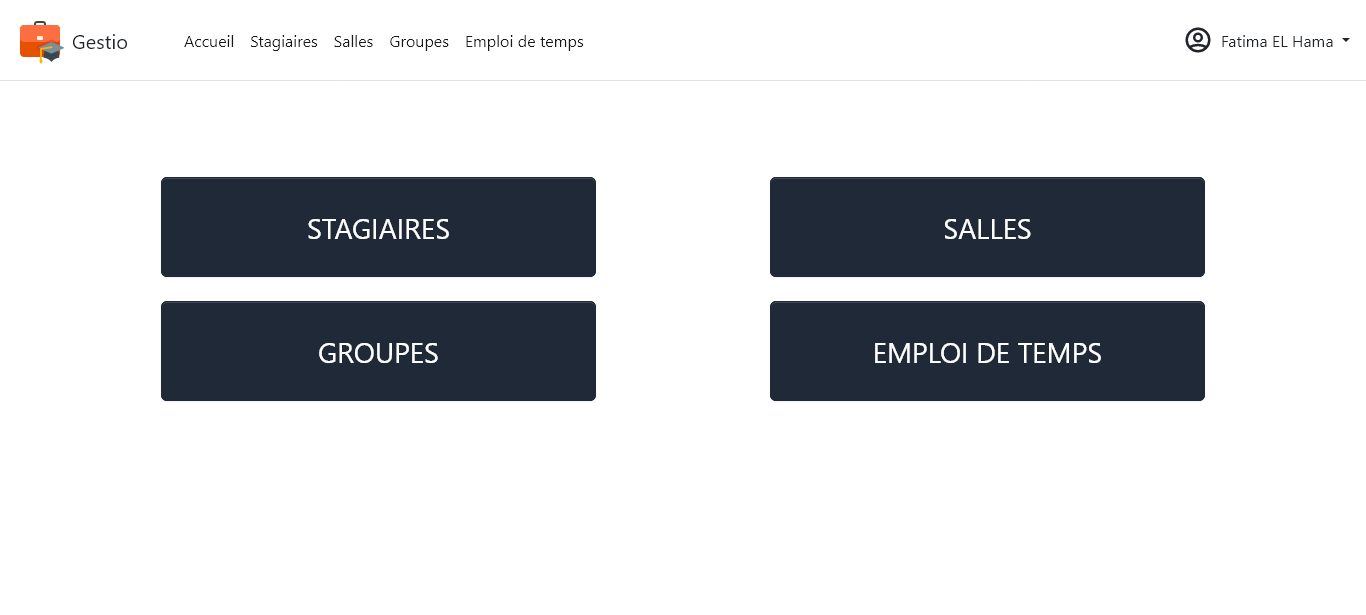 Gestio
Accueil Stagiaires Salles Groupes Emploi de temps
Fatima EL Hama
STAGIAIRES
SALLES
GROUPES
EMPLOI DE TEMPS